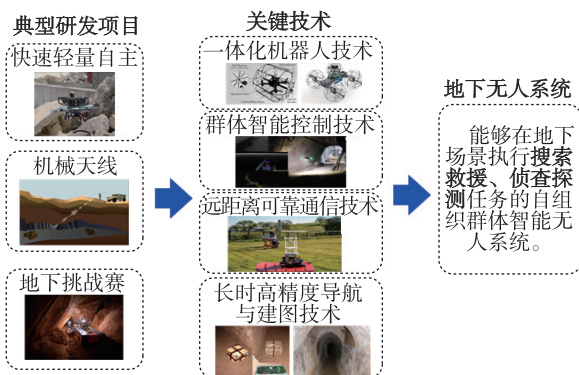 典型研发项目
快速轻量自主
机械天线
地下挑战赛
关键技术
一体化机器人技术
群体智能控制技术
远距离可靠通信技术
长时高精度导航
与建图技术
地下无人系统
能够在地下
场景执行搜索
救援、侦查探
测任务的自组
织群体智能无
人系统。